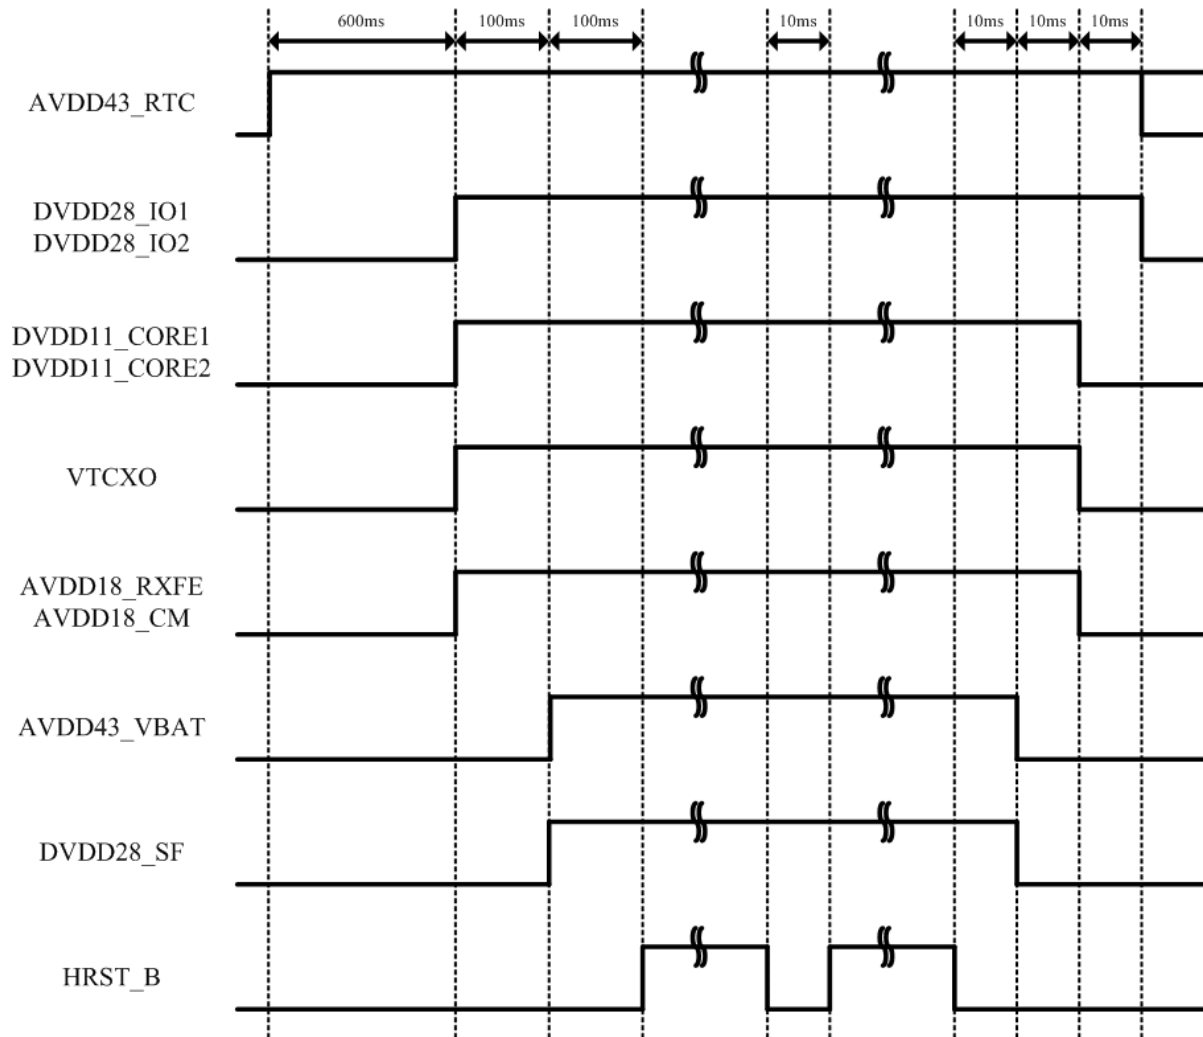 600ms
100ms
100ms
10ms
10ms
10ms
10ms
AVDD43_RTC
DVDD28_IO1
DVDD28_IO2
DVDD11_CORE1
DVDD11_CORE2
VTCXO
AVDD18_RXFE
AVDD18_CM
AVDD43_VBAT
DVDD28_SF
HRST_B